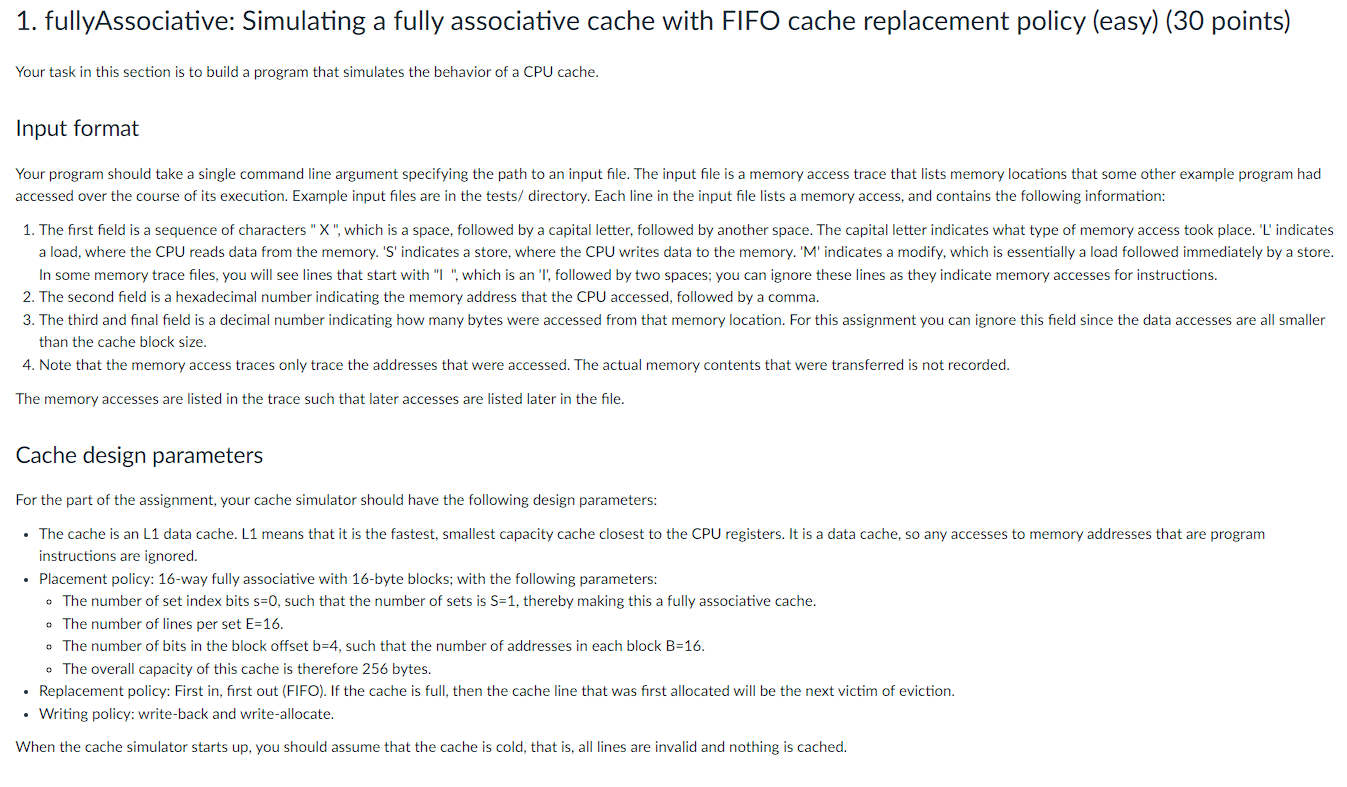 1. fullyAssociative: Simulating a fully associative cache with FIFO cache replacement policy (easy) (30 points)
Your task in this section is to build a program that simulates the behavior of a CPU cache.
Input format
Your program should take a single command line argument specifying the path to an input file. The input file is a memory access trace that lists memory locations that some other example program had
accessed over the course of its execution. Example input files are in the tests/ directory. Each line in the input file lists a memory access, and contains the following information:
1. The first field is a sequence of characters " X ", which is a space, followed by a capital letter, followed by another space. The capital letter indicates what type of memory access took place. 'L' indicates
a load, where the CPU reads data from the memory. 'S' indicates a store, where the CPU writes data to the memory. 'M' indicates a modify, which is essentially a load followed immediately by a store.
In some memory trace files, you will see lines that start with "I  ", which is an 'I', followed by two spaces; you can ignore these lines as they indicate memory accesses for instructions.
2. The second field is a hexadecimal number indicating the memory address that the CPU accessed, followed by a comma.
3. The third and final field is a decimal number indicating how many bytes were accessed from that memory location. For this assignment you can ignore this field since the data accesses are all smaller
than the cache block size.
4. Note that the memory access traces only trace the addresses that were accessed. The actual memory contents that were transferred is not recorded.
The memory accesses are listed in the trace such that later accesses are listed later in the file.
Cache design parameters
For the part of the assignment, your cache simulator should have the following design parameters:
• The cache is an L1 data cache. L1 means that it is the fastest, smallest capacity cache closest to the CPU registers. It is a data cache, so any accesses to memory addresses that are program
instructions are ignored.
• Placement policy: 16-way fully associative with 16-byte blocks; with the following parameters:
◦ The number of set index bits s=0, such that the number of sets is S=1, thereby making this a fully associative cache.
◦ The number of lines per set E=16.
◦ The number of bits in the block offset b=4, such that the number of addresses in each block B=16.
◦ The overall capacity of this cache is therefore 256 bytes.
• Replacement policy: First in, first out (FIFO). If the cache is full, then the cache line that was first allocated will be the next victim of eviction.
• Writing policy: write-back and write-allocate.
When the cache simulator starts up, you should assume that the cache is cold, that is, all lines are invalid and nothing is cached.